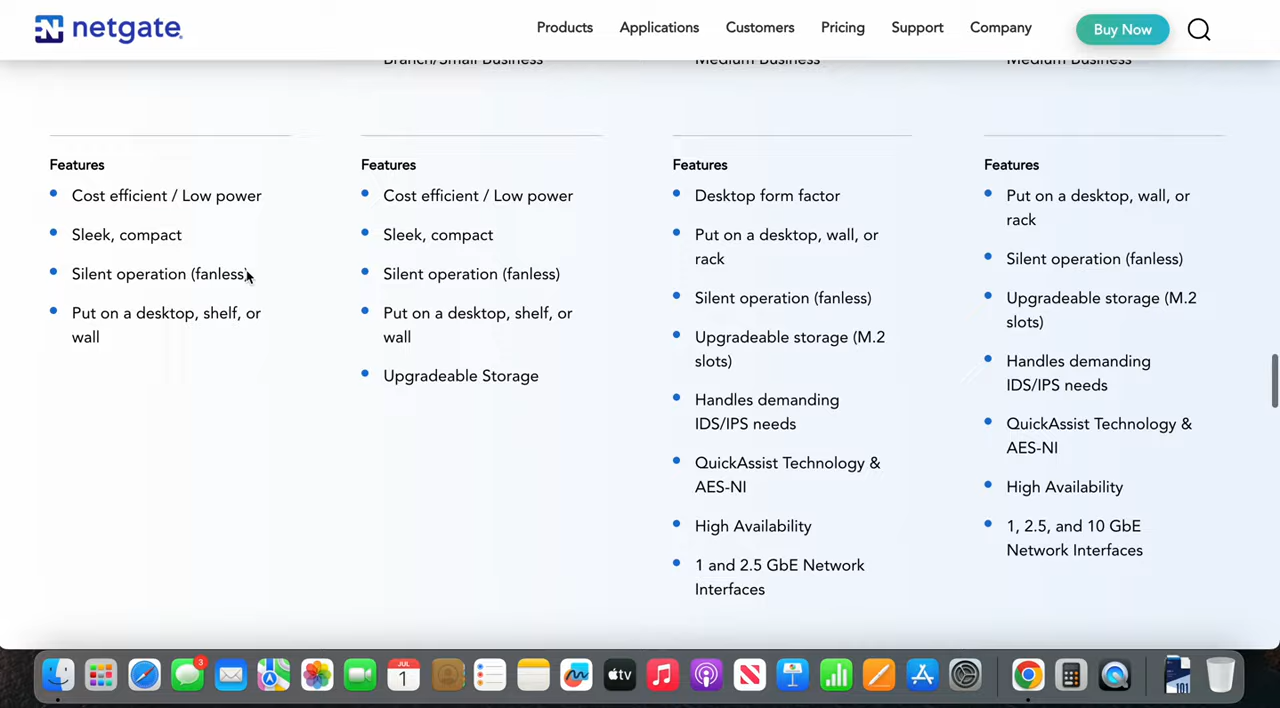 netgate
Products
Applications
Customers
Pricing
Support
Company
Buy Now
Branch/Small Business
Medium Business
Medium Business
Features
Cost efficient / Low power
Sleek, compact
Silent operation (fanless)
Put on a desktop, shelf, or
wall
Features
Cost efficient / Low power
Sleek, compact
Silent operation (fanless)
Put on a desktop, shelf, or
wall
Upgradeable Storage
Features
Desktop form factor
Put on a desktop, wall, or
rack
Silent operation (fanless)
Upgradeable storage (M.2
slots)
Handles demanding
IDS/IPS needs
QuickAssist Technology &
AES-NI
High Availability
1 and 2.5 GbE Network
Interfaces
Features
Put on a desktop, wall, or
rack
Silent operation (fanless)
Upgradeable storage (M.2
slots)
Handles demanding
IDS/IPS needs
QuickAssist Technology &
AES-NI
High Availability
1, 2.5, and 10 GbE
Network Interfaces
3
JUL
1
tv
101